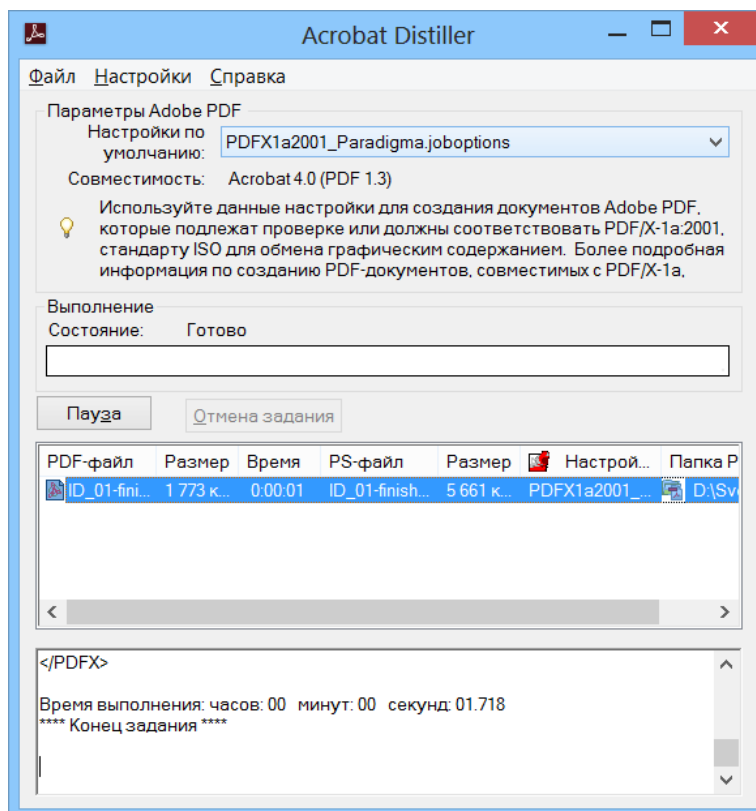 Acrobat Distiller
Файл Настройки Справка
Параметры Adobe PDF
Настройки по умолчанию: PDFX1a2001_Paradigma.joboptions
Совместимость: Acrobat 4.0 (PDF 1.3)
Используйте данные настройки для создания документов Adobe PDF,
которые подлежат проверке или должны соответствовать PDF/X-1a:2001,
стандарту ISO для обмена графическим содержанием. Более подробная
информация по созданию PDF-документов, совместимых с PDF/X-1a,
Выполнение
Состояние: Готово
Пауза Отмена задания
PDF-файл Размер Время PS-файл Размер Настрой... Папка P
ID_01-fini... 1 773 к... 0:00:01 ID_01-finish... 5 661 к... PDFX1a2001_... D:\Sv
</PDFX>
Время выполнения: часов: 00 минут: 00 секунд: 01.718
**** Конец задания ****